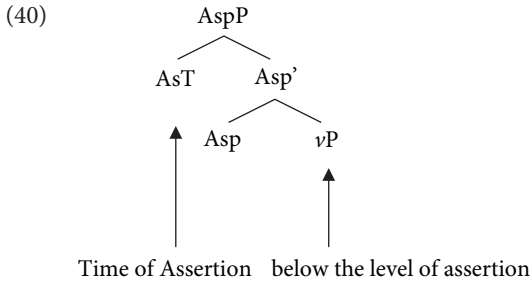 (40) AspP
AsT Asp’
Asp vP
Time of Assertion below the level of assertion